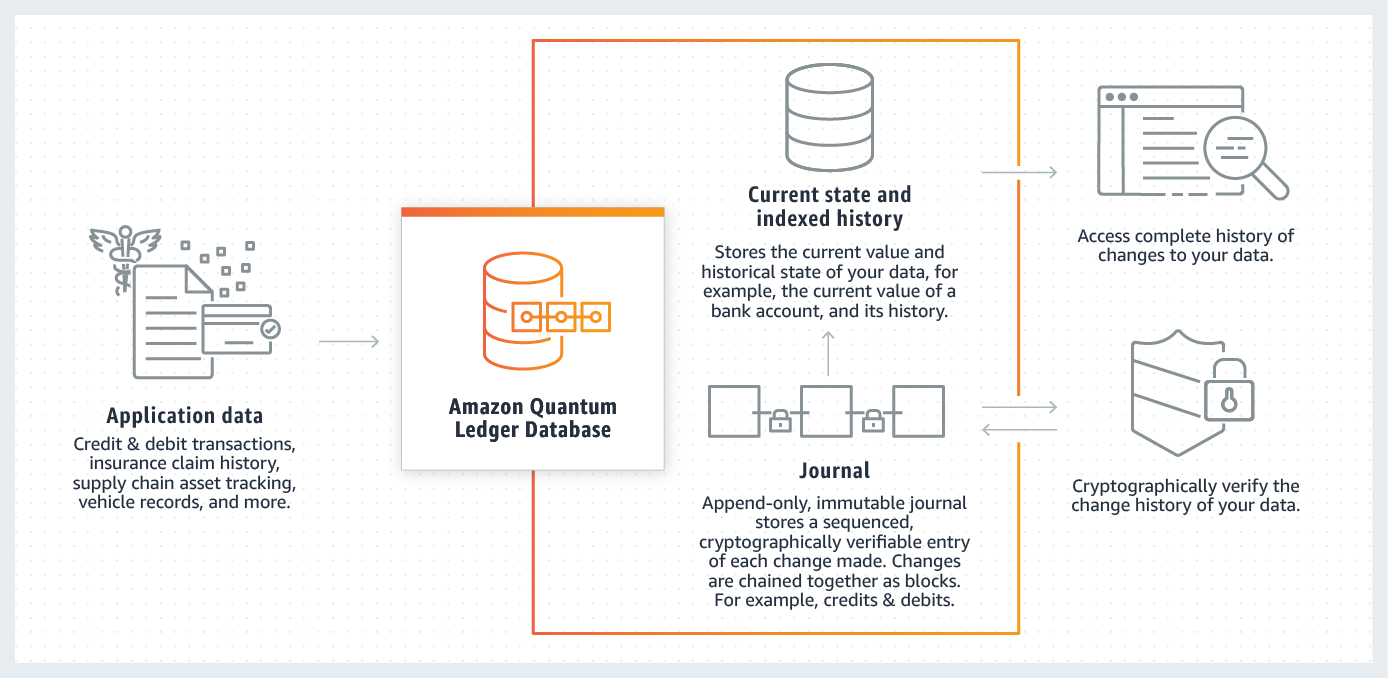 Application data
Credit & debit transactions,
insurance claim history,
supply chain asset tracking,
vehicle records, and more.
Amazon Quantum
Ledger Database
Current state and
indexed history
Stores the current value and
historical state of your data, for
example, the current value of a
bank account, and its history.
Journal
Append-only, immutable journal
stores a sequenced,
cryptographically verifiable entry
of each change made. Changes
are chained together as blocks.
For example, credits & debits.
Access complete history of
changes to your data.
Cryptographically verify the
change history of your data.